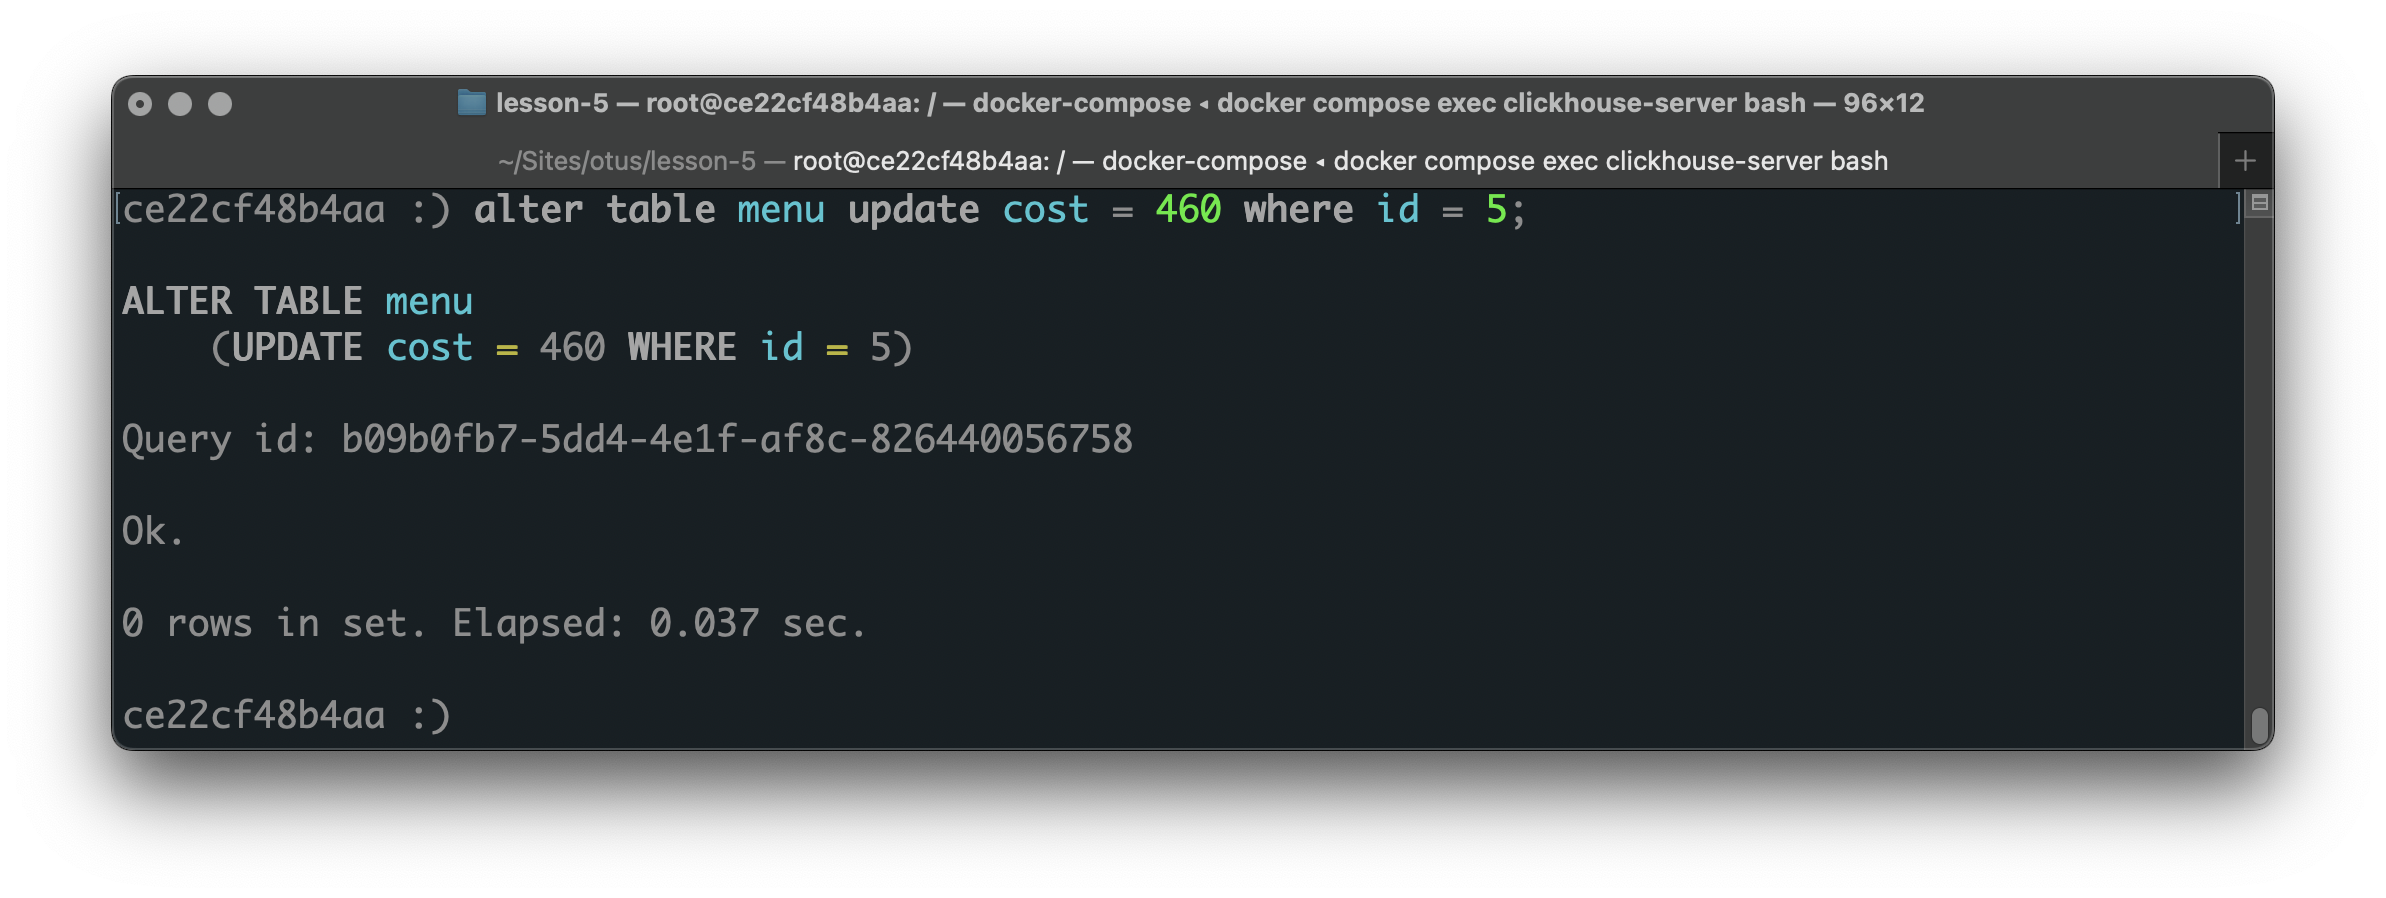 lesson-5 — root@ce22cf48b4aa: / — docker-compose ◂ docker compose exec clickhouse-server bash — 96×12
~/Sites/otus/lesson-5 — root@ce22cf48b4aa: / — docker-compose ◂ docker compose exec clickhouse-server bash
ce22cf48b4aa :) alter table menu update cost = 460 where id = 5;
ALTER TABLE menu
(UPDATE cost = 460 WHERE id = 5)
Query id: b09b0fb7-5dd4-4e1f-af8c-826440056758
Ok.
0 rows in set. Elapsed: 0.037 sec.
ce22cf48b4aa :)